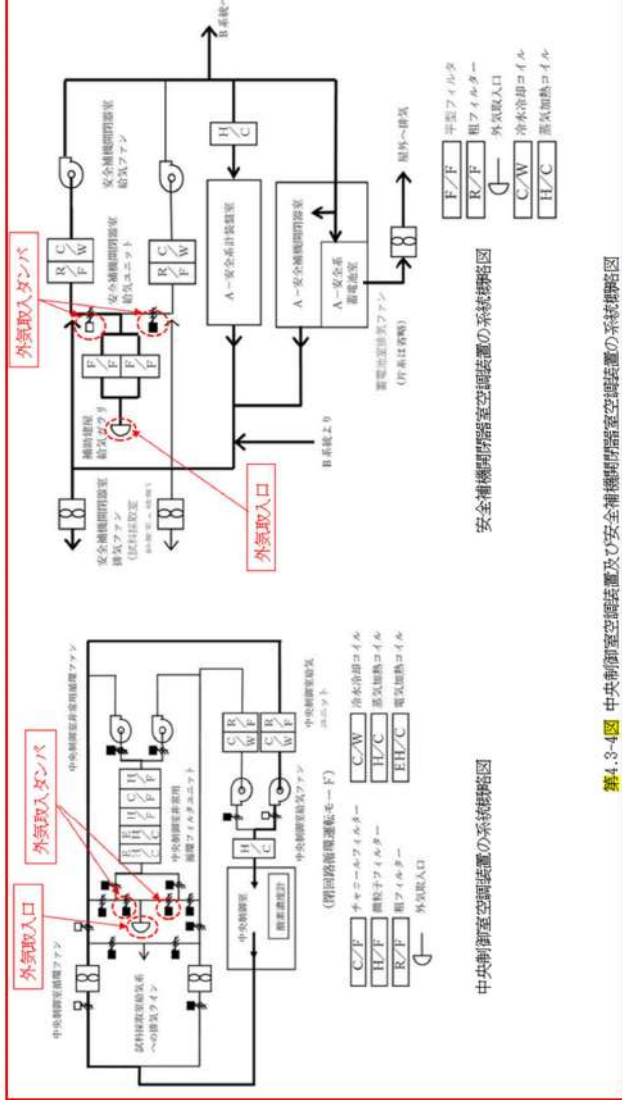 外気取入口
外気取入ダンパ
中央制御室循環ファン
中央制御室非常用循環ファン
試料採取室給気系
への排気ライン
中央制御室非常用
循環フィルタユニット
中央制御室
酸素濃度計
H/C
中央制御室給気ファン
C/W
R/F
C/W
R/F
中央制御室給気
ユニット
(閉回路循環運転モード)
C/F チャコールフィルター
H/F 微粒子フィルター
R/F 粗フィルター
外気取入口
C/W 冷水冷却コイル
H/C 蒸気加熱コイル
EH/C 電気加熱コイル
中央制御室空調装置の系統概略図
外気取入ダンパ
外気取入口
安全補機開閉器室
排気ファン
(試料採取室
補助建屋
給気ガラリ
F/F
F/F
R/F
C/W
R/F
C/W
安全補機開閉器室
給気ユニット
安全補機開閉器室
給気ファン
H/C
A-安全系計装盤室
A-安全補機開閉器室
A-安全系
蓄電池室
蓄電池室排気ファン
(片系は省略)
屋外へ排気
B系統より
B系統へ
F/F 平型フィルタ
R/F 粗フィルター
外気取入口
C/W 冷水冷却コイル
H/C 蒸気加熱コイル
安全補機開閉器室空調装置の系統概略図
第4.3-4図 中央制御室空調装置及び安全補機開閉器室空調装置の系統概略図